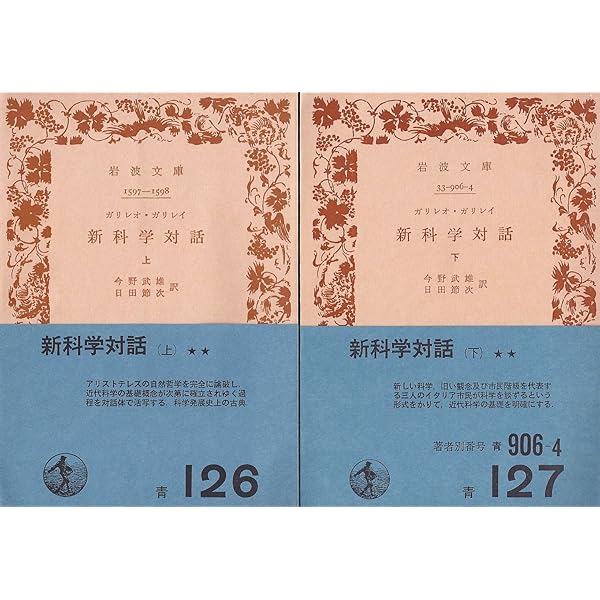 岩波文庫
1597—1598
ガリレオ・ガリレイ
新科学対話
上
今野武雄
日田節次 訳
新科学対話（上）★★
アリストテレスの自然哲学を完全に論破し、
近代科学の基礎概念が次第に確立されゆく過
程を対話体で活写する。科学発展史上の古典.
青 126
岩波文庫
33-906-4
ガリレオ・ガリレイ
新科学対話
下
今野武雄
日田節次 訳
新科学対話（下）★★
新しい科学、旧い観念及び市民階級を代表す
る三人のイタリア市民が科学を談ずるという
形式をかりて、近代科学の基礎を明確にする.
著者別番号 青 906-4
青 127